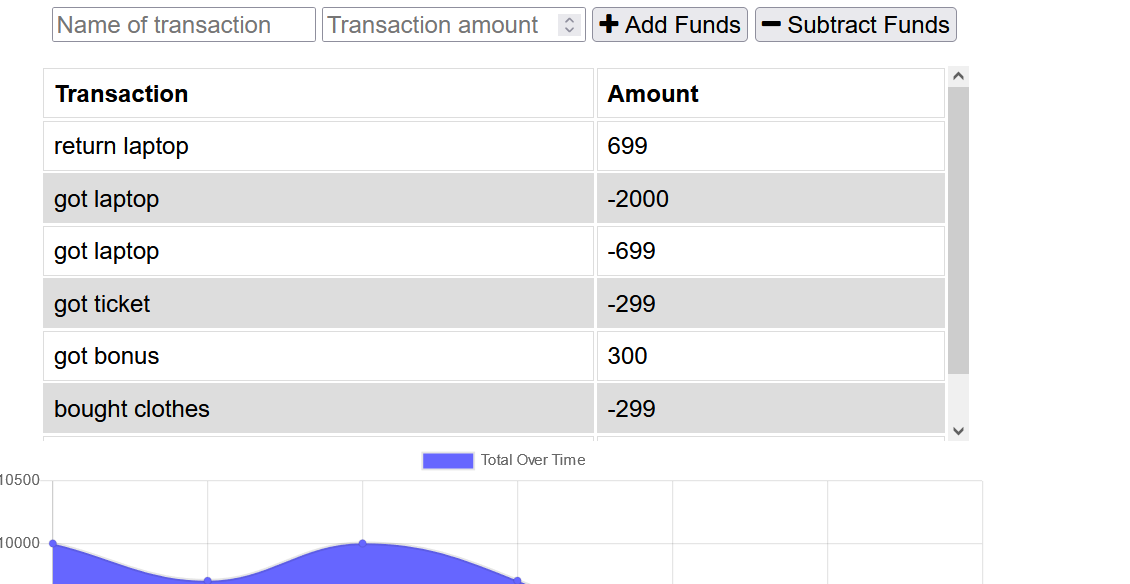 Name of transaction Transaction amount Add Funds Subtract Funds
Transaction Amount
return laptop 699
got laptop -2000
got laptop -699
got ticket -299
got bonus 300
bought clothes -299
Total Over Time
10500
10000